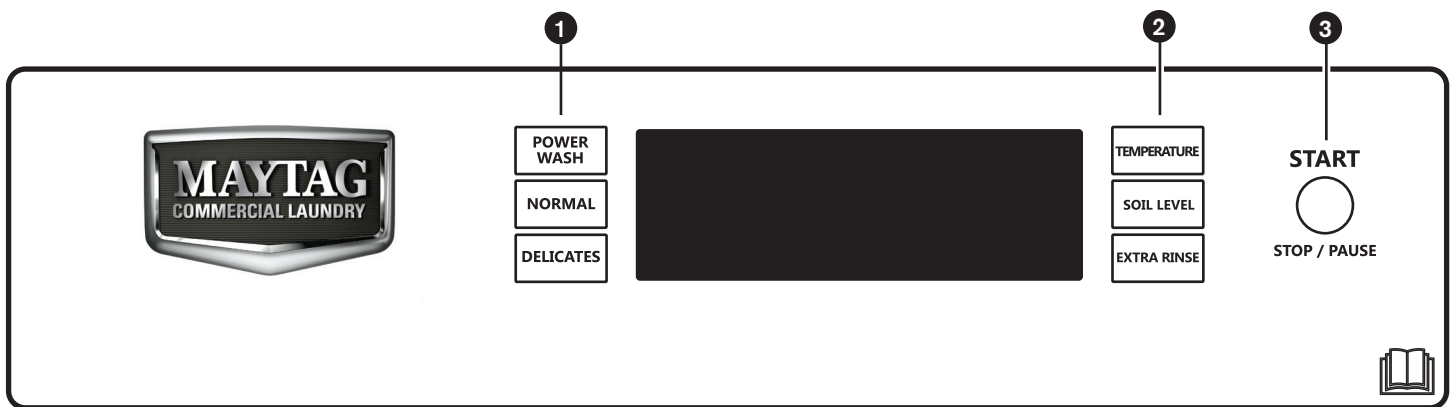 1
2
3
MAYTAG
COMMERCIAL LAUNDRY
POWER
WASH
NORMAL
DELICATES
TEMPERATURE
SOIL LEVEL
EXTRA RINSE
START
STOP / PAUSE